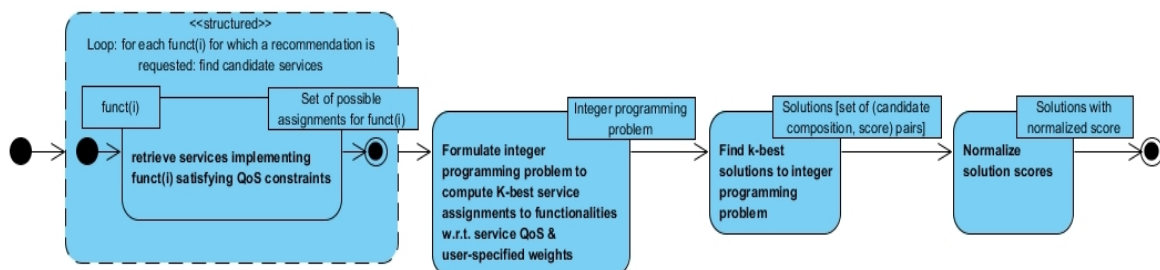 <<structured>>
Loop: for each funct(i) for which a recommendation is
requested: find candidate services
funct(i)
Set of possible
assignments for funct(i)
retrieve services implementing
funct(i) satisfying QoS constraints
Integer programming
problem
Formulate integer
programming problem to
compute K-best service
assignments to functionalities
w.r.t. service QoS &
user-specified weights
Solutions [set of (candidate
composition, score) pairs]
Find k-best
solutions to integer
programming
problem
Solutions with
normalized score
Normalize
solution scores